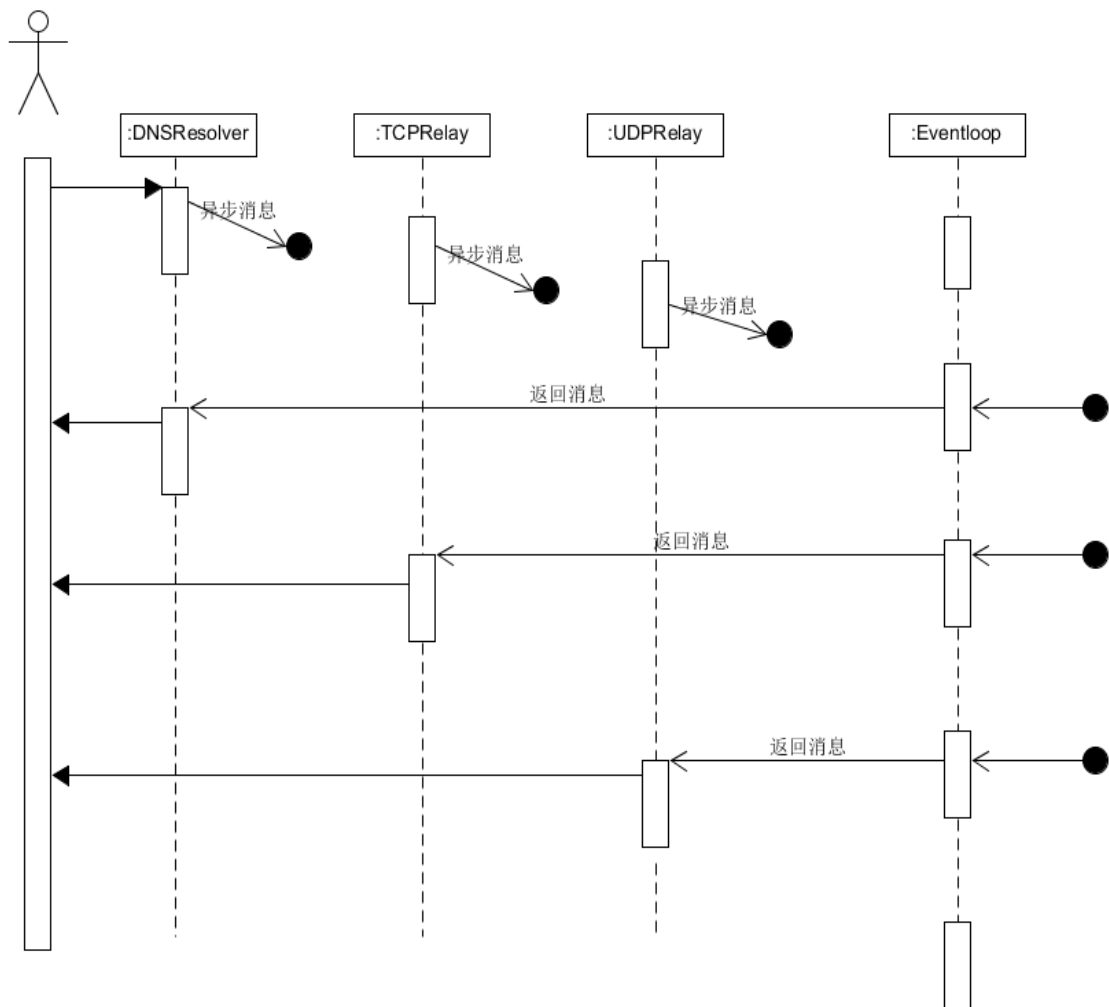 :DNSResolver
:TCPRelay
:UDPRelay
:Eventloop
异步消息
异步消息
异步消息
返回消息
返回消息
返回消息